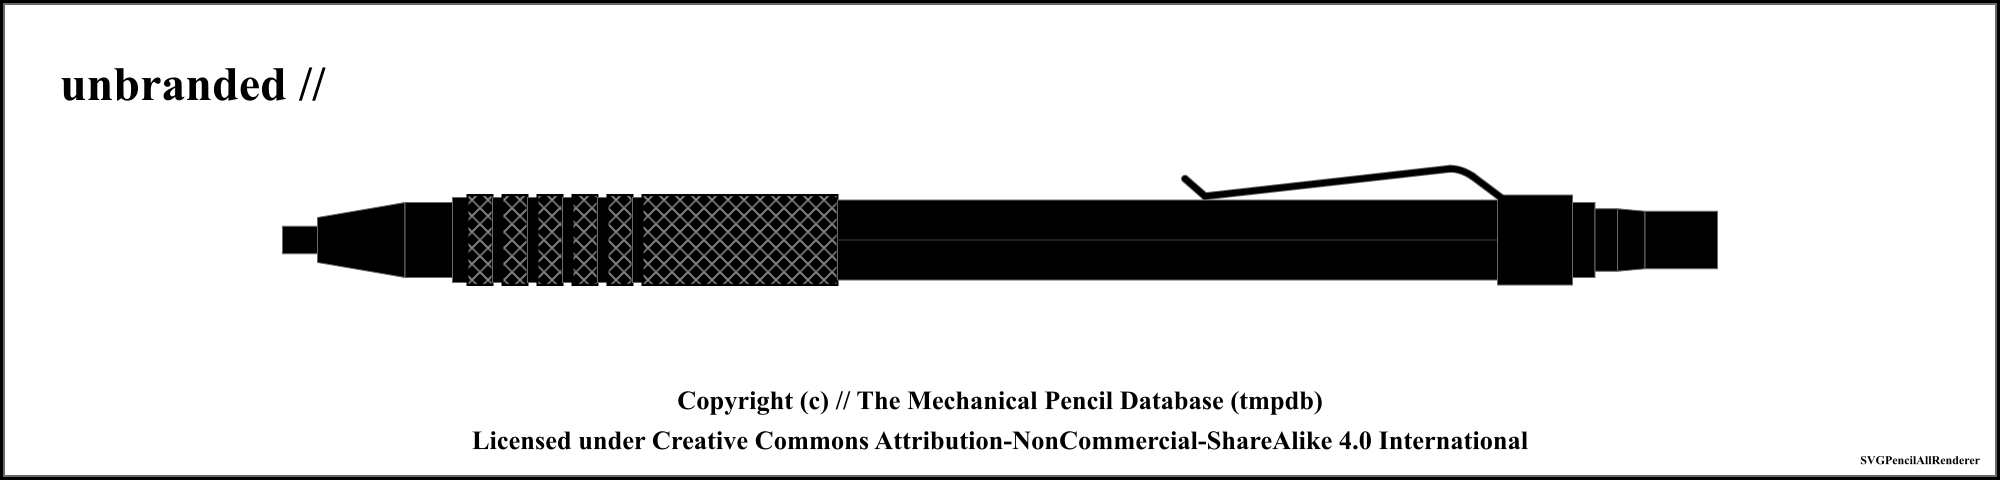 unbranded //
Copyright (c) // The Mechanical Pencil Database (tmpdb)
Licensed under Creative Commons Attribution-NonCommercial-ShareAlike 4.0 International
SVGPencilAllRenderer